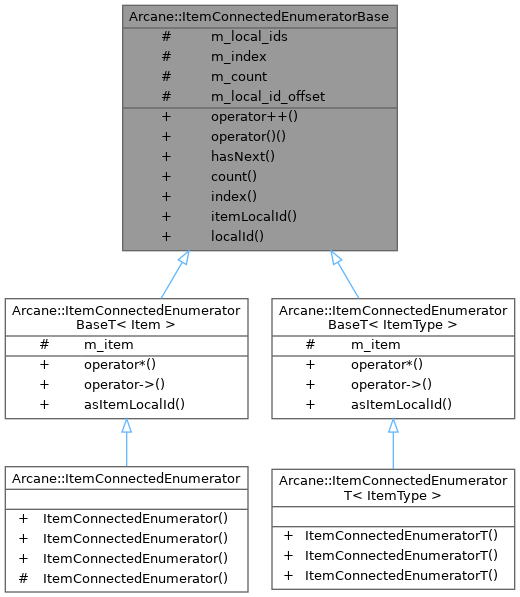 Arcane::ItemConnectedEnumeratorBase
# m_local_ids
# m_index
# m_count
# m_local_id_offset
+ operator++()
+ operator()()
+ hasNext()
+ count()
+ index()
+ itemLocalId()
+ localId()
Arcane::ItemConnectedEnumerator
BaseT< Item >
# m_item
+ operator*()
+ operator->()
+ asItemLocalId()
Arcane::ItemConnectedEnumerator
BaseT< ItemType >
# m_item
+ operator*()
+ operator->()
+ asItemLocalId()
Arcane::ItemConnectedEnumerator
+ ItemConnectedEnumerator()
+ ItemConnectedEnumerator()
+ ItemConnectedEnumerator()
# ItemConnectedEnumerator()
Arcane::ItemConnectedEnumerator
T< ItemType >
+ ItemConnectedEnumeratorT()
+ ItemConnectedEnumeratorT()
+ ItemConnectedEnumeratorT()